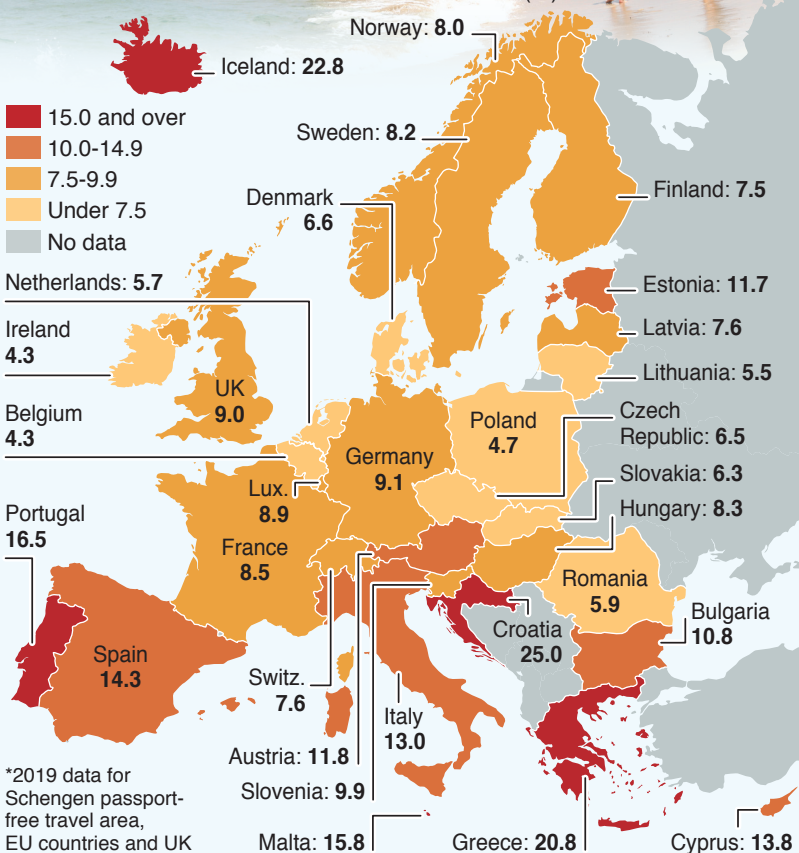 Norway: 8.0
Iceland: 22.8
15.0 and over
10.0-14.9
7.5-9.9
Under 7.5
No data
Sweden: 8.2
Denmark
6.6
Finland: 7.5
Netherlands: 5.7
Estonia: 11.7
Ireland
4.3
Latvia: 7.6
Lithuania: 5.5
UK
9.0
Belgium
4.3
Poland
4.7
Czech
Republic: 6.5
Germany
9.1
Slovakia: 6.3
Lux.
8.9
Hungary: 8.3
Portugal
16.5
France
8.5
Romania
5.9
Bulgaria
10.8
Croatia
25.0
Spain
14.3
Switz.
7.6
Italy
13.0
Austria: 11.8
Slovenia: 9.9
*2019 data for
Schengen passport-
free travel area,
EU countries and UK
Malta: 15.8
Greece: 20.8
Cyprus: 13.8